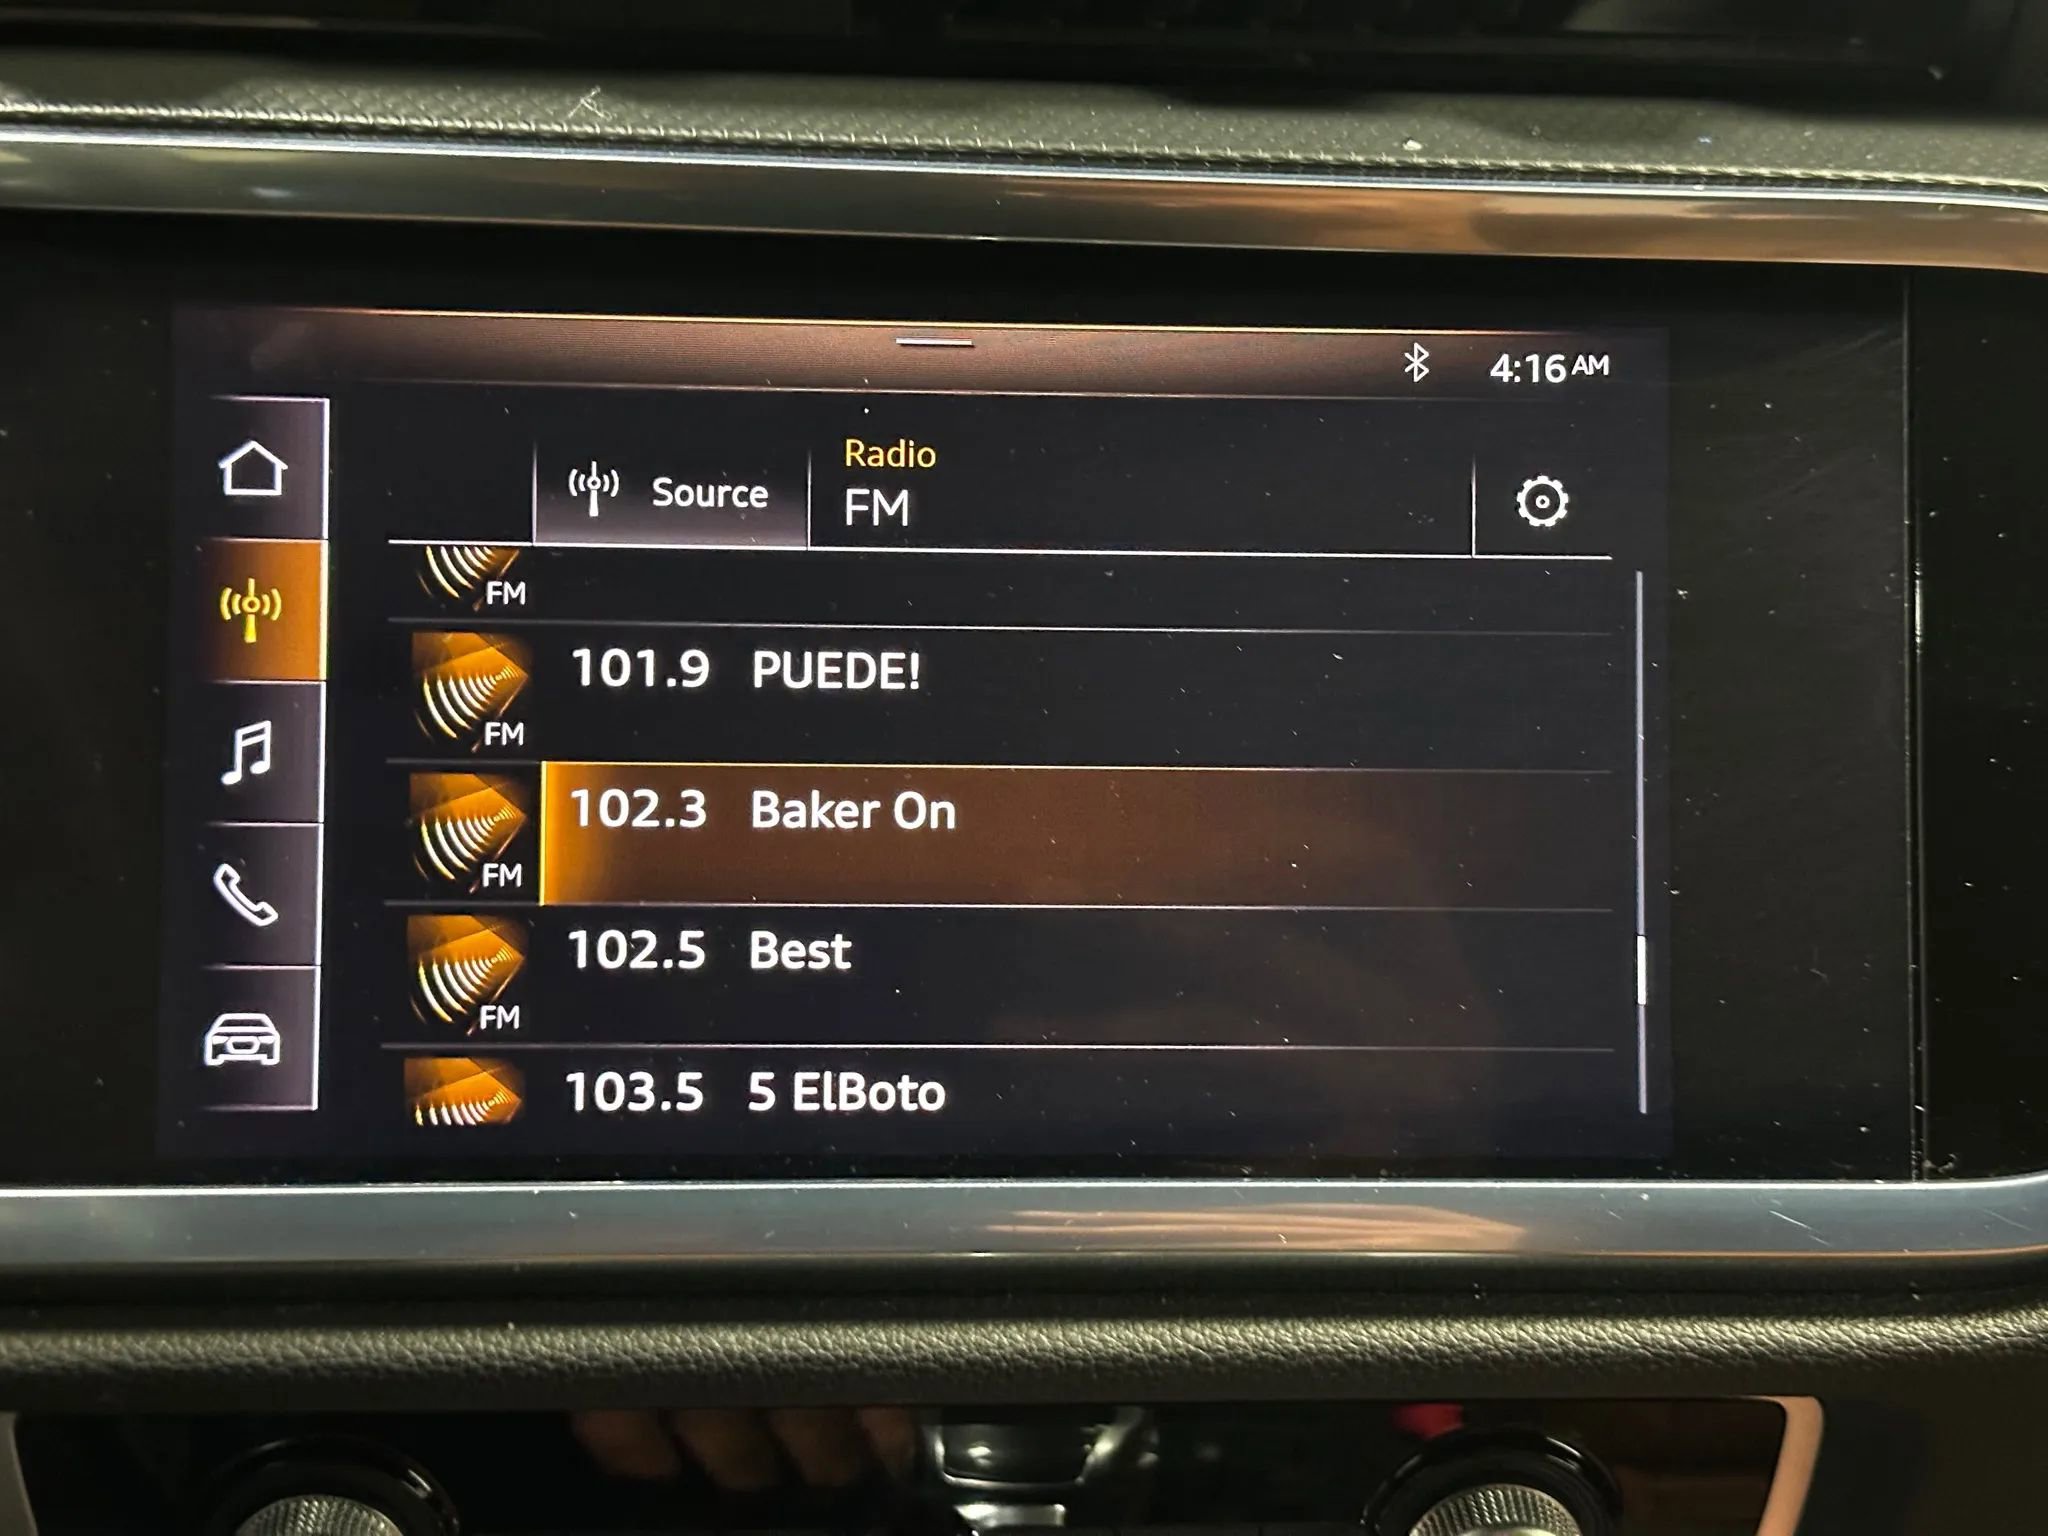 4:16 AM
Radio
Source
FM
FM
101.9 PUEDE!
FM
102.3 Baker On
FM
102.5 Best
FM
103.5 5 ElBoto